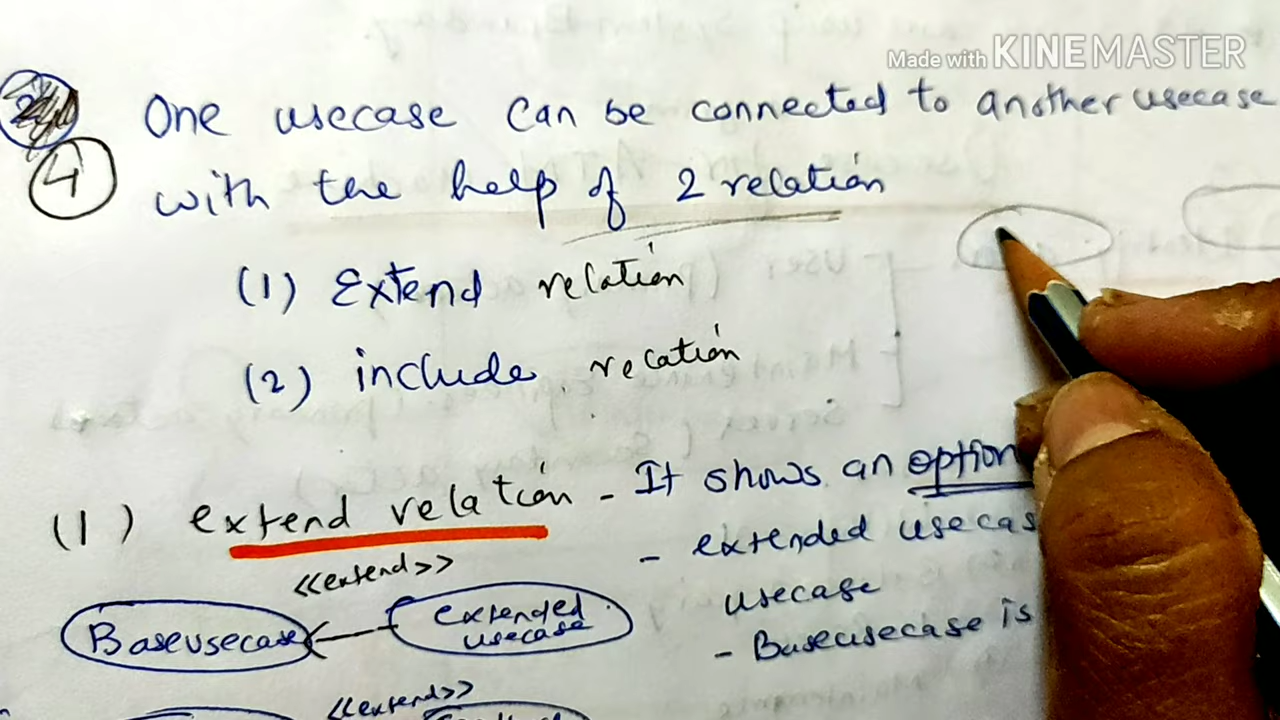 Made with KINEMASTER
One usecase can be connected to another usecase
4 with the help of 2 relation
(1) Extend relation
(2) include relation
(1) extend relation - It shows an option
- extended usecas
usecase
<<extend>>
Baseusecase extended usecase
- Baseusecase is
<<extend>>